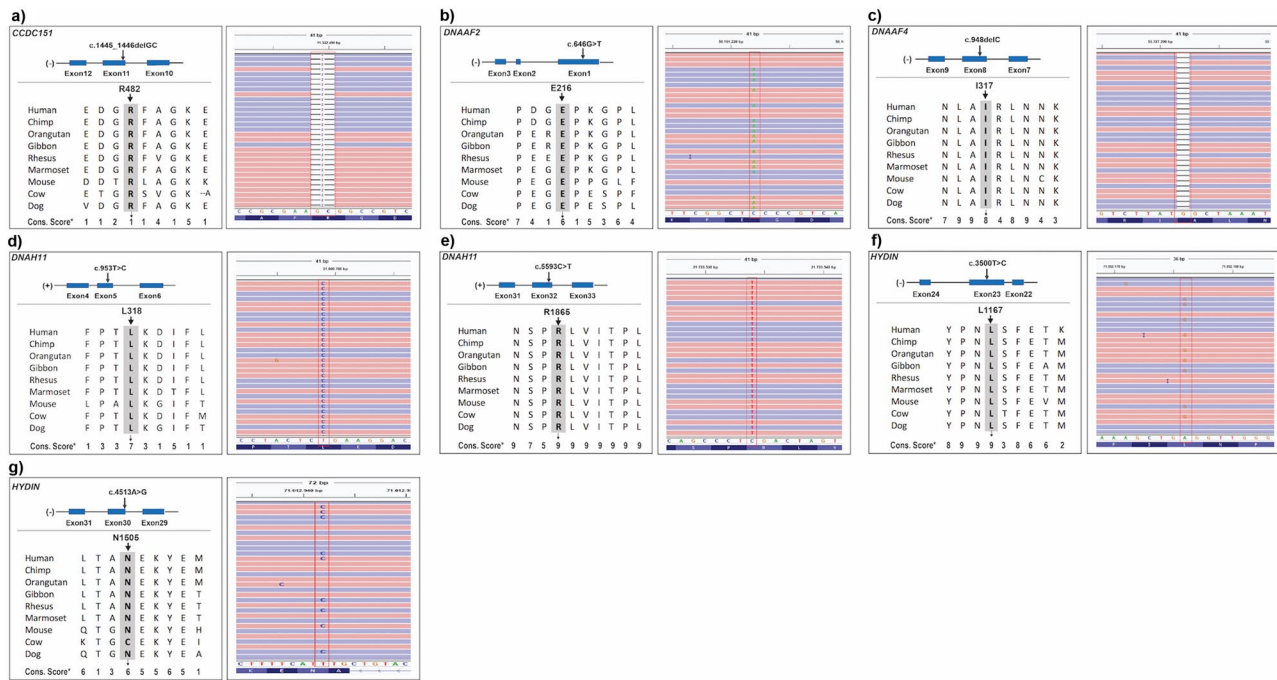 a)
CCDC151
c.1445_1446delGC
(-)
Exon12 Exon11 Exon10
R482
Human E D G R F A G K E
Chimp E D G R F A G K E
Orangutan E D G R F A G K E
Gibbon E D G R F A G K E
Rhesus E D G R F V G K E
Marmoset E D G R F A G K E
Mouse D D T R L A G K K
Cow E T G R S V G K --A
Dog V D G R F A G K E
Cons. Score* 1 1 2 1 1 4 1 5 1
41 bp
C C G C G A A G G C G G C C G T C
b)
DNAAF2
c.646G>T
(-)
Exon3 Exon2 Exon1
E216
Human P D G E P K G P L
Chimp P D G E P K G P L
Orangutan P E R E P K G P L
Gibbon P E R E P K G P L
Rhesus P E E E P K G P L
Marmoset P E E E P K G P L
Mouse P E G E P P G L F
Cow P E G E P E S P F
Dog P E G E P K G P L
Cons. Score* 7 4 1 6 1 5 3 6 4
41 bp
T T C G G C T C C C C G T C A
c)
DNAAF4
c.948delC
(-)
Exon9 Exon8 Exon7
I317
Human N L A I R L N N K
Chimp N L A I R L N N K
Orangutan N L A I R L N N K
Gibbon N L A I R L N N K
Rhesus N L A I R L N N K
Marmoset N L A I R L N N K
Mouse N L A I R L N C K
Cow N L A I R L N N K
Dog N L A I R L N N K
Cons. Score* 7 9 9 8 4 8 9 4 3
41 bp
G T C T T A T G G C T A A A T
d)
DNAH11
c.953T>C
(+)
Exon4 Exon5 Exon6
L318
Human F P T L K D I F L
Chimp F P T L K D I F L
Orangutan F P T L K D I F L
Gibbon F P T L K D I F L
Rhesus F P T L K D I F L
Marmoset F P T L K D T F L
Mouse L P A L K G I F T
Cow F P T L K D I F M
Dog F P T L K D I F L
Cons. Score* 1 3 3 7 3 1 5 1 1
41 bp
C C T A C T C T G A A G G A C
e)
DNAH11
c.5593C>T
(+)
Exon31 Exon32 Exon33
R1865
Human N S P R L V I T P L
Chimp N S P R L V I T P L
Orangutan N S P R L V I T P L
Gibbon N S P R L V I T P L
Rhesus N S P R L V I T P L
Marmoset N S P R L V I T P L
Mouse N S P R L V I T P L
Cow N S P R L V I T P L
Dog N S P R L V I T P L
Cons. Score* 9 7 5 9 9 9 9 9 9 9
41 bp
C A G C C C T C G A C T A G T
f)
HYDIN
c.3500T>C
(-)
Exon24 Exon23 Exon22
L1167
Human Y P N L S F E T K
Chimp Y P N L S F E T M
Orangutan Y P N L S F E T M
Gibbon Y P N L S F E A M
Rhesus Y P N L S F E T M
Marmoset Y P N L S F E T M
Mouse Y P N L S F E V M
Cow Y P N L T F E T M
Dog Y P N L S F E T M
Cons. Score* 8 9 9 9 3 8 6 6 2
36 bp
A A A G C T G A G G T T G G G
g)
HYDIN
c.4513A>G
(-)
Exon31 Exon30 Exon29
N1505
Human L T A N E K Y E M
Chimp L T A N E K Y E M
Orangutan L T A N E K Y E M
Gibbon L T A N E K Y E T
Rhesus L T A N E K Y E T
Marmoset L T A N E K Y E T
Mouse Q T G N E K Y E H
Cow K T G C E K Y E I
Dog Q T G N E K Y E A
Cons. Score* 6 1 3 6 5 5 6 5 1
72 bp
71,012,940 bp
C T T T T C A T T T G C T G T A C
K E N A